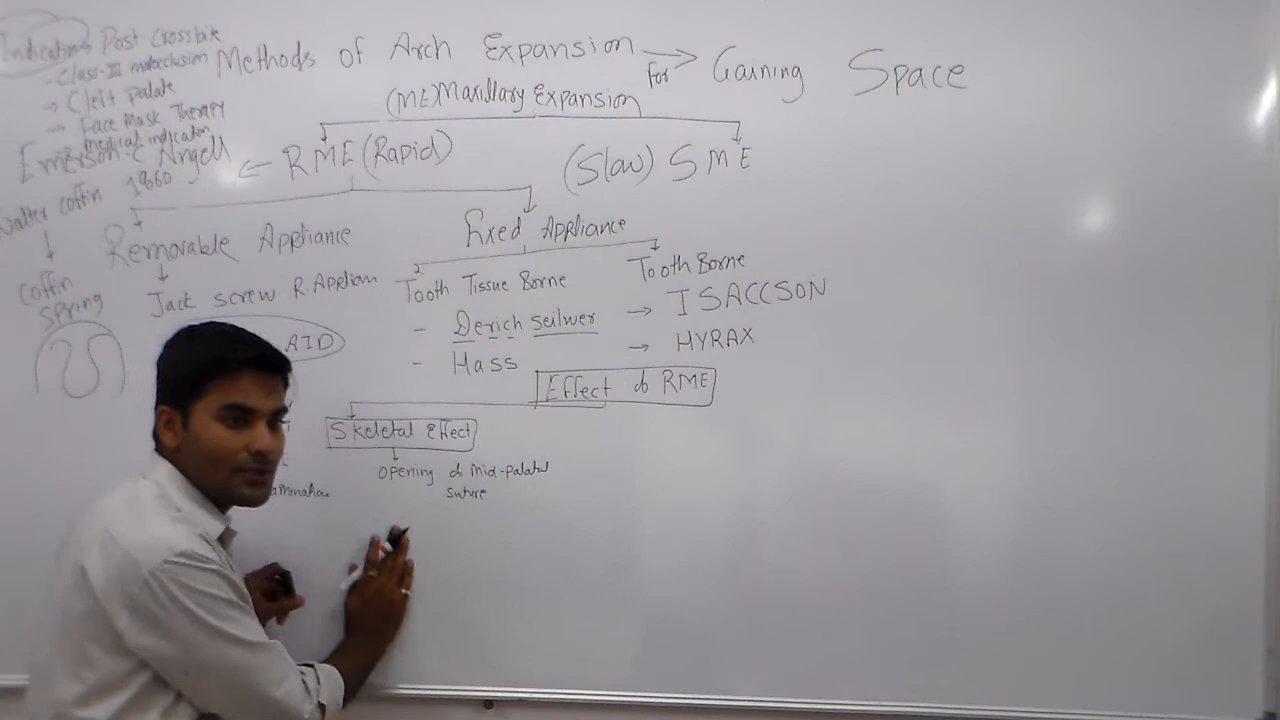 Indications Post Crossbite
- Class-III malocclusion
→ Cleft palate
→ Face Mask Therapy
→ medical indication
Methods of Arch Expansion for → Gaining Space
(ME) Maxillary Expansion
Emerson C Angell ← RME (Rapid)
1860
(Slow) SME
Walter Coffin
Coffin
Spring
Removable Appliance
Jack screw R Appliam
Fixed Appliance
Tooth Tissue Borne
- Derich Seilwer
- Hass
Tooth Borne
→ ISACCSON
→ HYRAX
Effect of RME
Skeletal Effect
Opening of Mid-palatal
suture